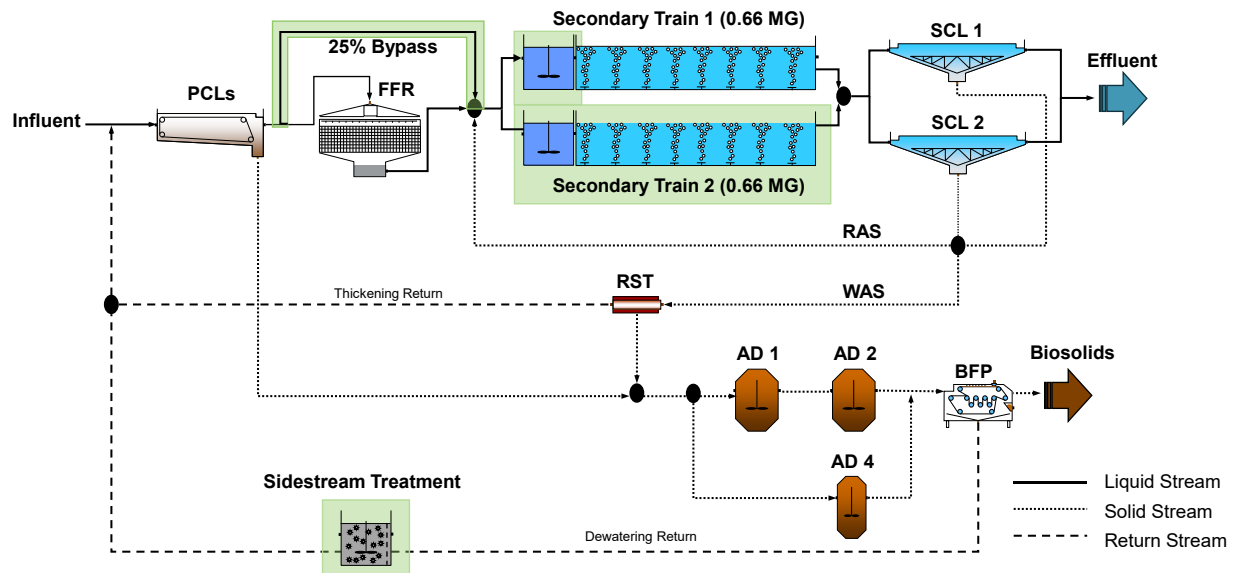 Secondary Train 1 (0.66 MG)
SCL 1
25% Bypass
Effluent
PCLs
FFR
Influent
SCL 2
Secondary Train 2 (0.66 MG)
RAS
RST
Thickening Return
WAS
AD 1
AD 2
BFP
Biosolids
AD 4
Sidestream Treatment
Liquid Stream
Solid Stream
Dewatering Return
Return Stream